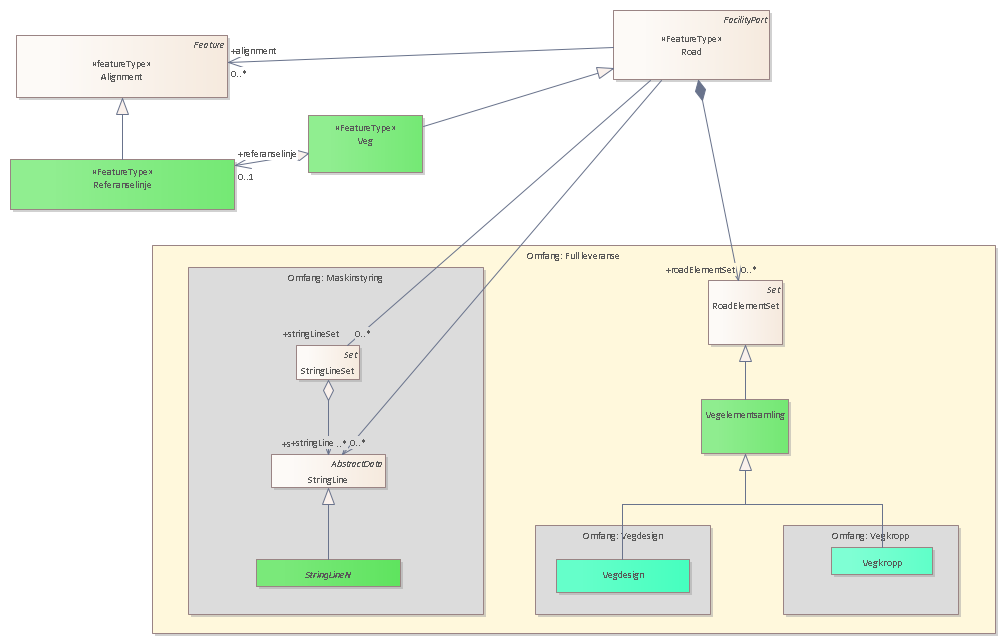 FacilityPart
«FeatureType»
Road
Feature
«featureType»
Alignment
+alignment
0..*
«FeatureType»
Veg
+referanselinje
0..1
«FeatureType»
Referanselinje
Omfang: Full leveranse
Omfang: Maskinstyring
+roadElementSet
0..*
Set
RoadElementSet
+stringLineSet
0..*
Set
StringLineSet
Vegelementsamling
+s+stringLine
..*
0..*
AbstractData
StringLine
Omfang: Vegdesign
Omfang: Vegkropp
StringLineN
Vegdesign
Vegkropp